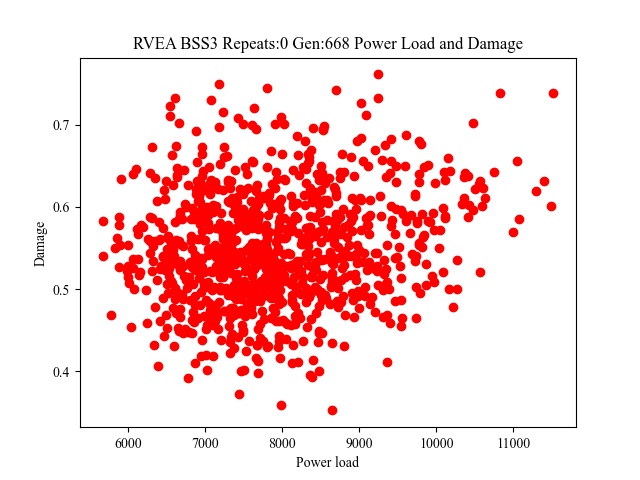 RVEA BSS3 Repeats:0 Gen:668 Power Load and Damage
0.7
0.6
0.5
0.4
Damage
6000 7000 8000 9000 10000 11000
Power load